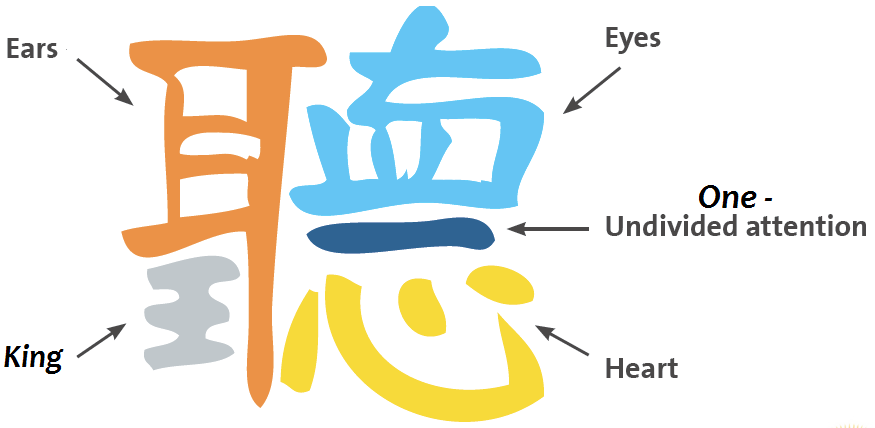 Ears
Eyes
聽
One -
Undivided attention
King
Heart